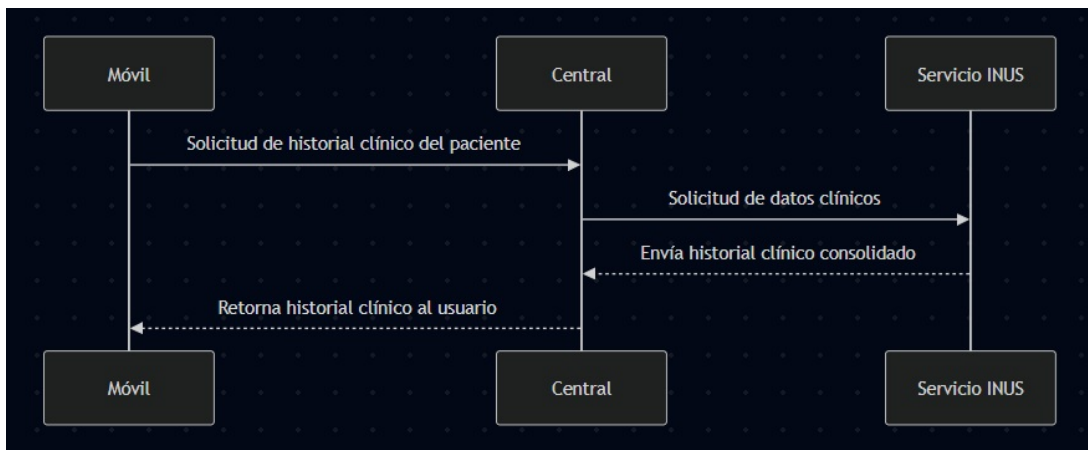 Móvil
Central
Servicio INUS
Solicitud de historial clínico del paciente
Solicitud de datos clínicos
Envía historial clínico consolidado
Retorna historial clínico al usuario
Móvil
Central
Servicio INUS